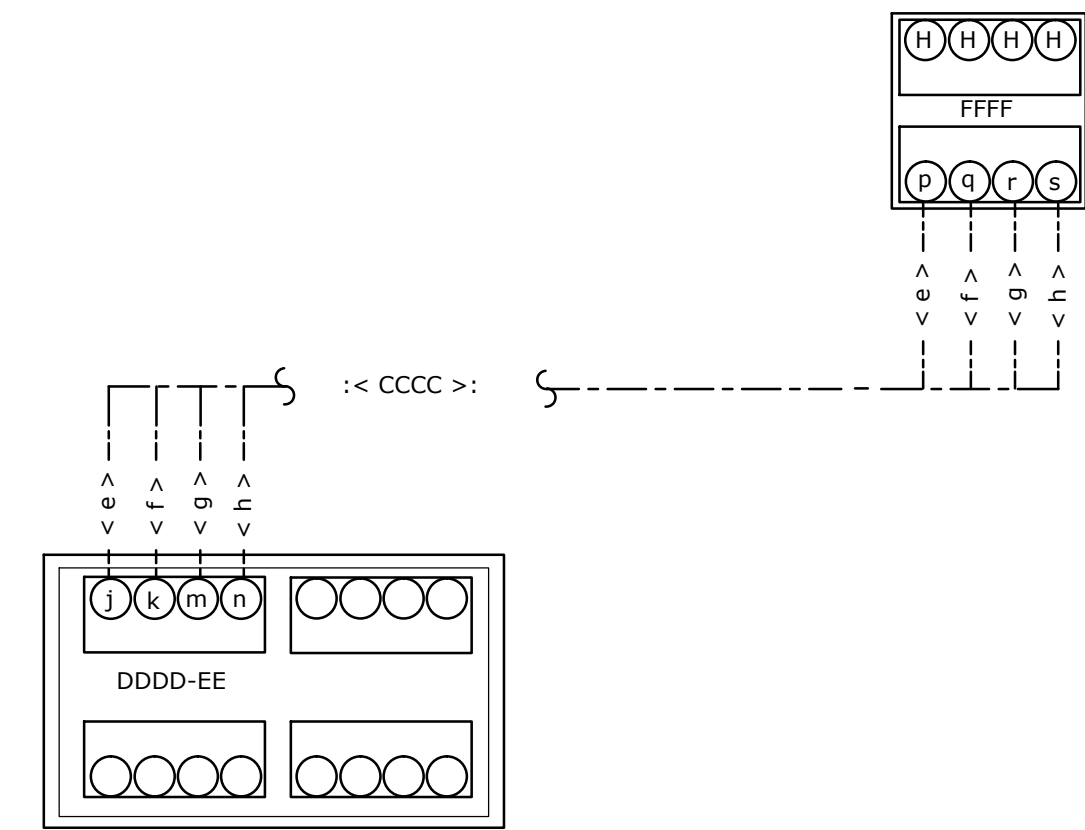 H H H H
FFFF
p q r s
< e > < f > < g > < h >
:< CCCC >:
< e > < f > < g > < h >
j k m n
DDDD-EE